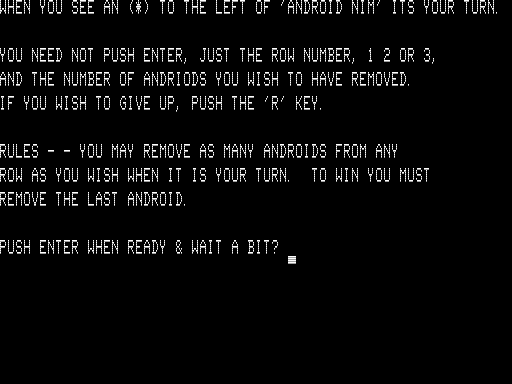 WHEN YOU SEE AN (*) TO THE LEFT OF 'ANDROID NIM' ITS YOUR TURN.
YOU NEED NOT PUSH ENTER, JUST THE ROW NUMBER, 1 2 OR 3,
AND THE NUMBER OF ANDRIODS YOU WISH TO HAVE REMOVED.
IF YOU WISH TO GIVE UP, PUSH THE 'R' KEY.
RULES - - YOU MAY REMOVE AS MANY ANDROIDS FROM ANY
ROW AS YOU WISH WHEN IT IS YOUR TURN.  TO WIN YOU MUST
REMOVE THE LAST ANDROID.
PUSH ENTER WHEN READY & WAIT A BIT?